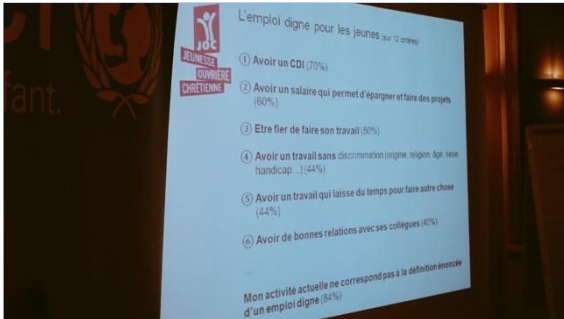 fant.
JOC
JEUNESSE
OUVRIÈRE
CHRÉTIENNE
L'emploi digne pour les jeunes (sur 12 critères)
① Avoir un CDI (70%)
② Avoir un salaire qui permet d'épargner et faire des projets
(60%)
③ Etre fier de faire son travail (50%)
④ Avoir un travail sans discrimination (origine, religion, âge, sexe
handicap...) (44%)
⑤ Avoir un travail qui laisse du temps pour faire autre chose
(44%)
⑥ Avoir de bonnes relations avec ses collègues (40%)
...
Mon activité actuelle ne correspond pas à la définition énoncée
d'un emploi digne (84%)